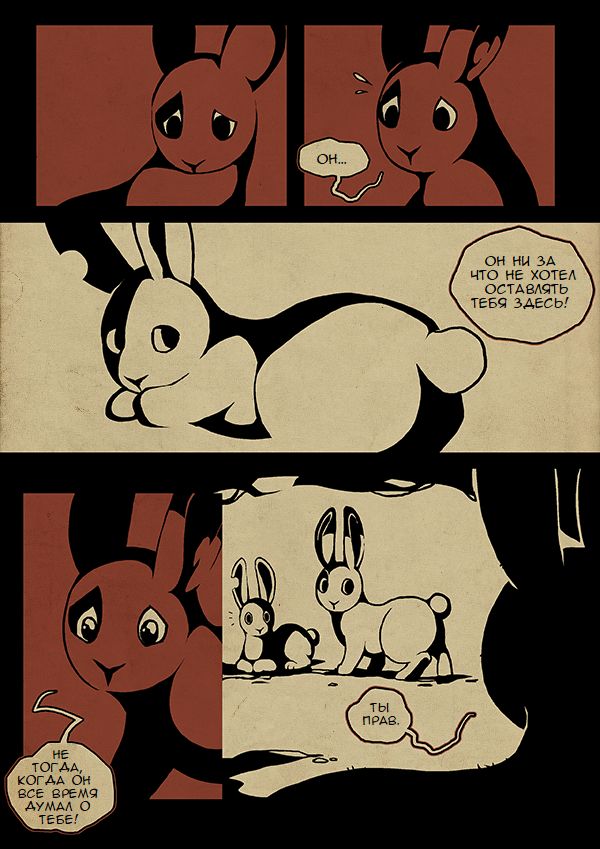 ОН...
ОН НИ ЗА
ЧТО НЕ ХОТЕЛ
ОСТАВЛЯТЬ
ТЕБЯ ЗДЕСЬ!
НЕ
ТОГДА,
КОГДА ОН
ВСЕ ВРЕМЯ
ДУМАЛ О
ТЕБЕ!
ТЫ
ПРАВ.